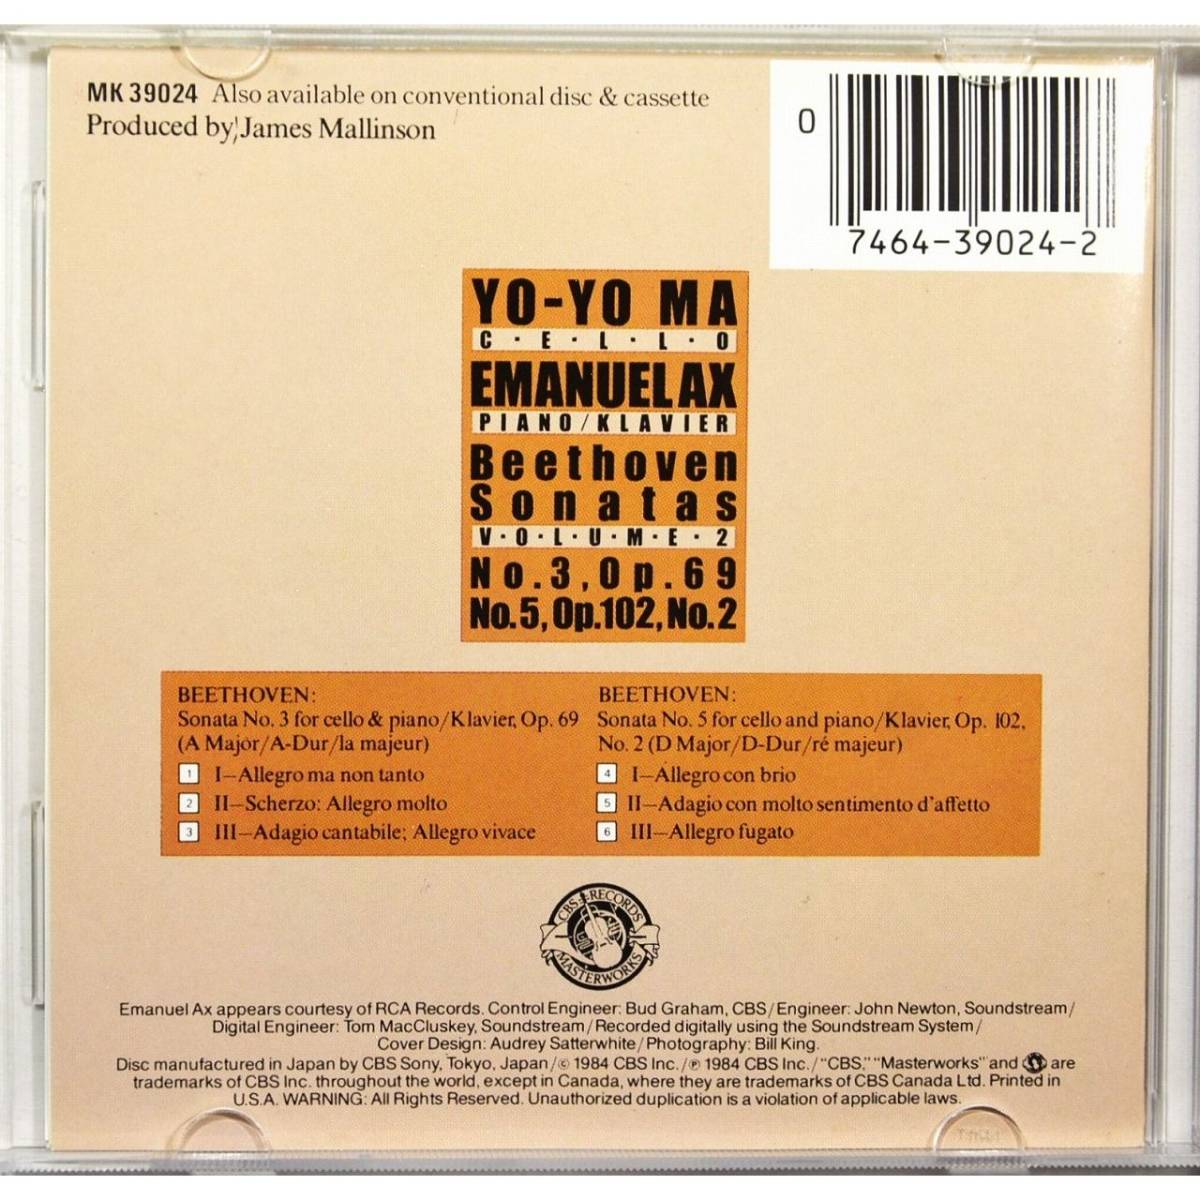 MK 39024 Also available on conventional disc & cassette
Produced by James Mallinson
0
7464-39024-2
YO-YO MA
C·E·L·L·O
EMANUEL AX
PIANO/KLAVIER
Beethoven
Sonatas
V·O·L·U·M·E·2
No.3, Op.69
No.5, Op.102, No.2
BEETHOVEN:
Sonata No. 3 for cello & piano/Klavier, Op. 69
(A Major/A-Dur/la majeur)
1 I—Allegro ma non tanto
2 II—Scherzo: Allegro molto
3 III—Adagio cantabile; Allegro vivace
BEETHOVEN:
Sonata No. 5 for cello and piano/Klavier, Op. 102,
No. 2 (D Major/D-Dur/ré majeur)
4 I—Allegro con brio
5 II—Adagio con molto sentimento d'affetto
6 III—Allegro fugato
CBS RECORDS
MASTERWORKS
Emanuel Ax appears courtesy of RCA Records. Control Engineer: Bud Graham, CBS/Engineer: John Newton, Soundstream/
Digital Engineer: Tom MacCluskey, Soundstream/Recorded digitally using the Soundstream System/
Cover Design: Audrey Satterwhite/Photography: Bill King.
Disc manufactured in Japan by CBS Sony, Tokyo, Japan/© 1984 CBS Inc./℗ 1984 CBS Inc./"CBS," "Masterworks" and are
trademarks of CBS Inc. throughout the world, except in Canada, where they are trademarks of CBS Canada Ltd. Printed in
U.S.A. WARNING: All Rights Reserved. Unauthorized duplication is a violation of applicable laws.